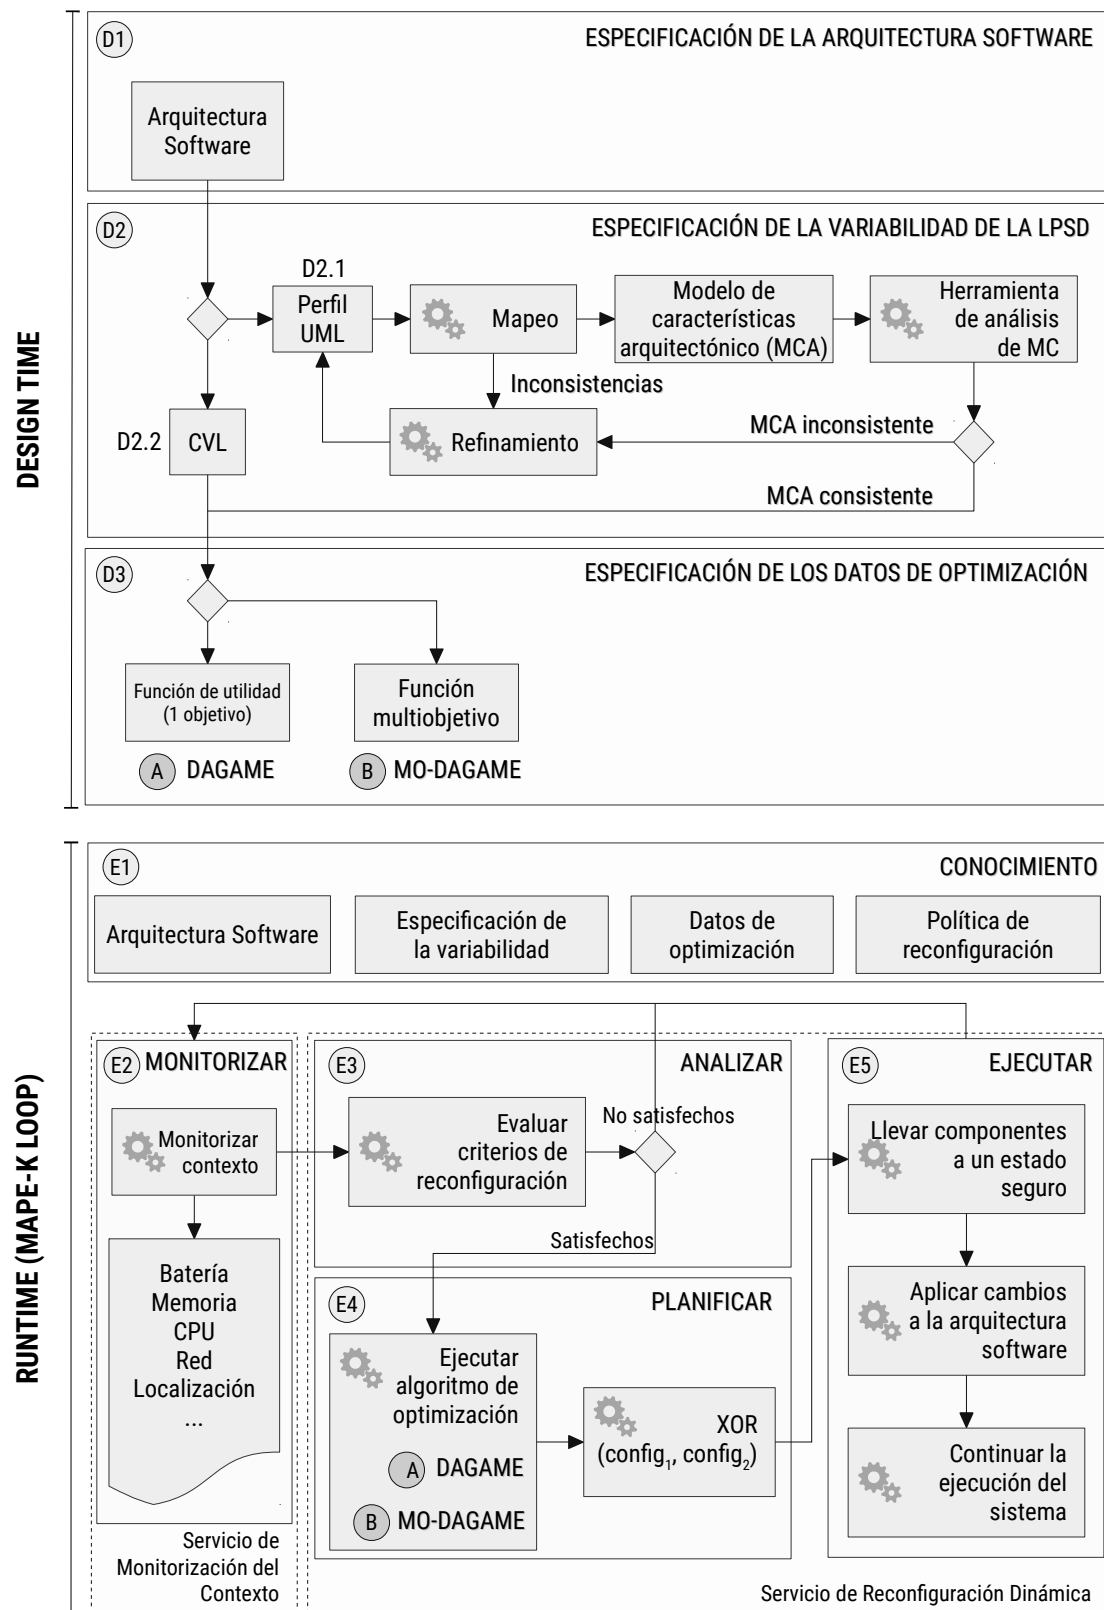 DESIGN TIME
D1
ESPECIFICACIÓN DE LA ARQUITECTURA SOFTWARE
Arquitectura
Software
D2
ESPECIFICACIÓN DE LA VARIABILIDAD DE LA LPSD
D2.1
Perfil
UML
Mapeo
Modelo de
características
arquitectónico (MCA)
Herramienta
de análisis
de MC
Inconsistencias
D2.2
CVL
Refinamiento
MCA inconsistente
MCA consistente
D3
ESPECIFICACIÓN DE LOS DATOS DE OPTIMIZACIÓN
Función de utilidad
(1 objetivo)
Función
multiobjetivo
A DAGAME
B MO-DAGAME
RUNTIME (MAPE-K LOOP)
E1
CONOCIMIENTO
Arquitectura Software
Especificación de
la variabilidad
Datos de
optimización
Política de
reconfiguración
E2 MONITORIZAR
Monitorizar
contexto
Batería
Memoria
CPU
Red
Localización
...
Servicio de
Monitorización del
Contexto
E3
ANALIZAR
Evaluar
criterios de
reconfiguración
No satisfechos
Satisfechos
E4
PLANIFICAR
Ejecutar
algoritmo de
optimización
A DAGAME
B MO-DAGAME
XOR
(config1, config2)
E5
EJECUTAR
Llevar componentes
a un estado
seguro
Aplicar cambios
a la arquitectura
software
Continuar la
ejecución del
sistema
Servicio de Reconfiguración Dinámica